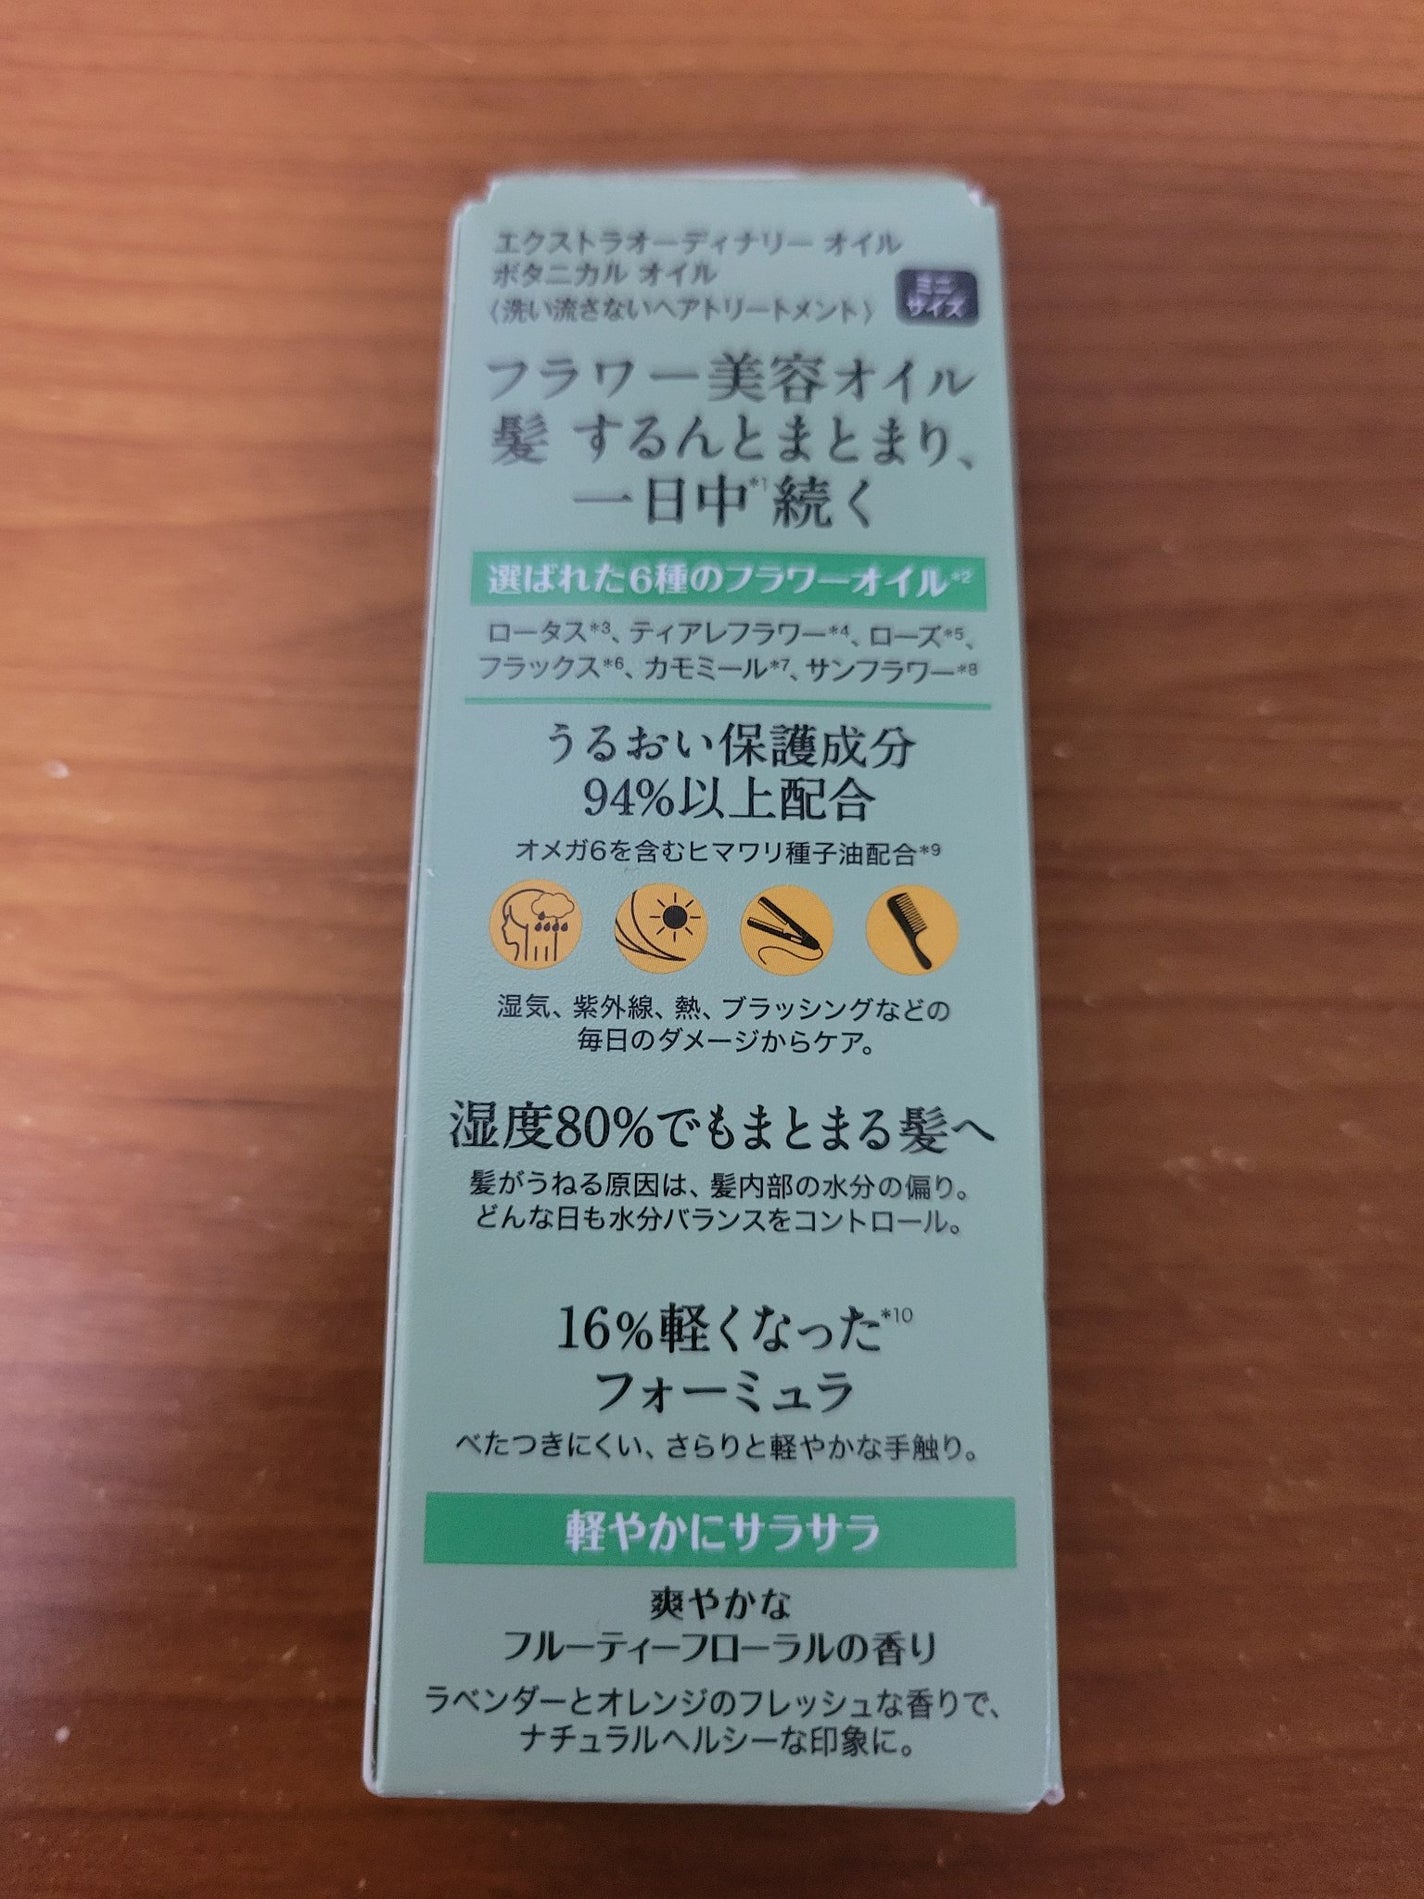 エクストラオーディナリー オイル
ボタニカル オイル
〈洗い流さないヘアトリートメント〉
ミニ
サイズ
フラワー美容オイル
髪 するんとまとまり、
一日中*1続く
選ばれた6種のフラワーオイル*2
ロータス*3、ティアレフラワー*4、ローズ*5、
フラックス*6、カモミール*7、サンフラワー*8
うるおい保護成分
94%以上配合
オメガ6を含むヒマワリ種子油配合*9
湿気、紫外線、熱、ブラッシングなどの
毎日のダメージからケア。
湿度80%でもまとまる髪へ
髪がうねる原因は、髪内部の水分の偏り。
どんな日も水分バランスをコントロール。
16%軽くなった*10
フォーミュラ
べたつきにくい、さらりと軽やかな手触り。
軽やかにサラサラ
爽やかな
フルーティーフローラルの香り
ラベンダーとオレンジのフレッシュな香りで、
ナチュラルヘルシーな印象に。